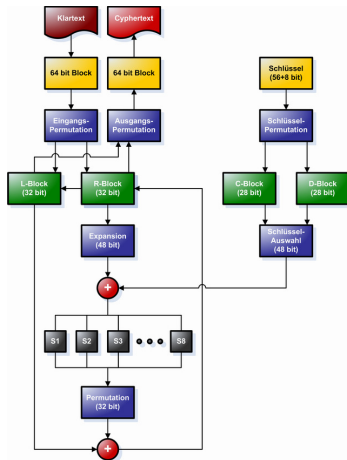 Klartext
Cyphertext
64 bit Block
64 bit Block
Schlüssel
(56+8 bit)
Eingangs-
Permutation
Ausgangs-
Permutation
Schlüssel-
Permutation
L-Block
(32 bit)
R-Block
(32 bit)
C-Block
(28 bit)
D-Block
(28 bit)
Expansion
(48 bit)
Schlüssel-
Auswahl
(48 bit)
+
S1
S2
S3
S8
Permutation
(32 bit)
+